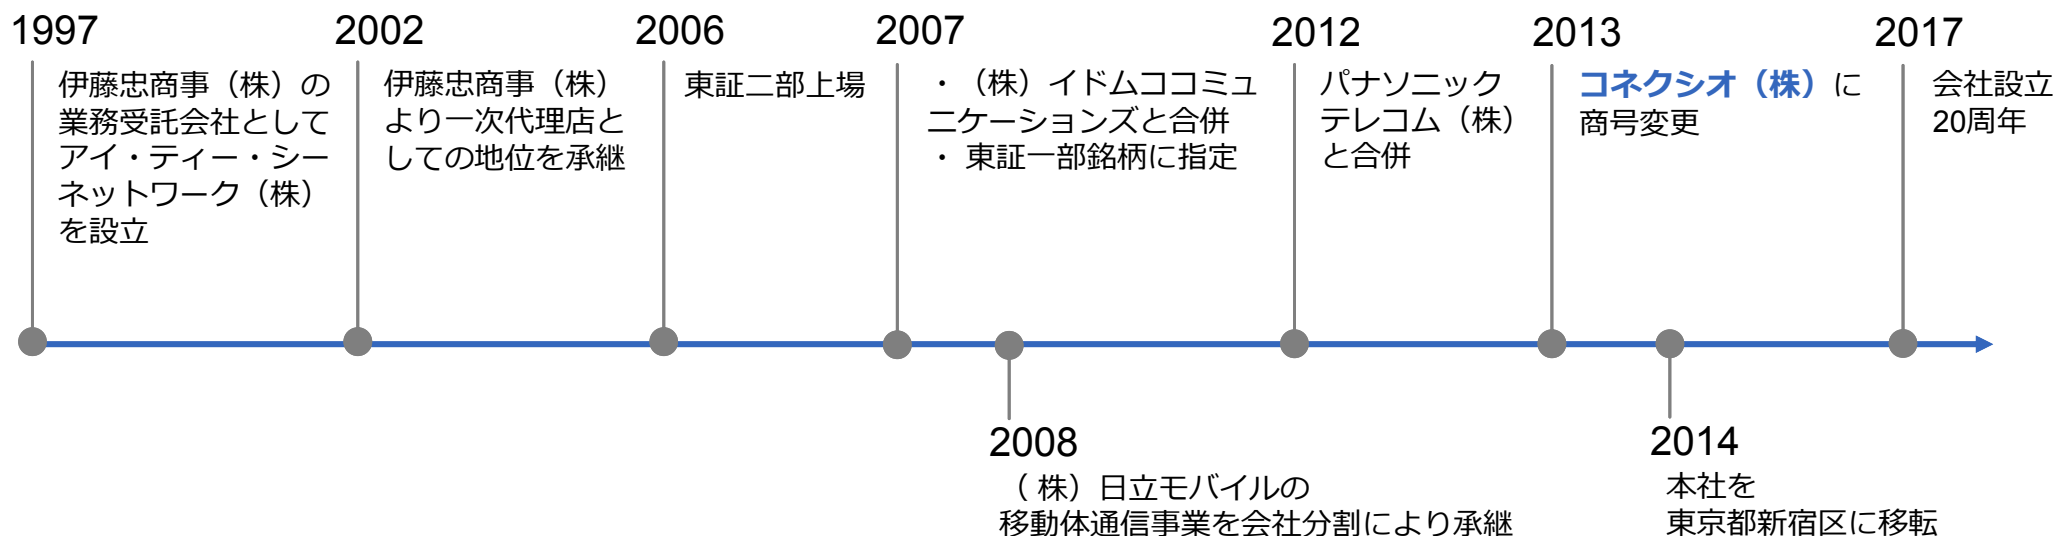 1997
伊藤忠商事（株）の
業務受託会社として
アイ・ティー・シー
ネットワーク（株）
を設立
2002
伊藤忠商事（株）
より一次代理店と
しての地位を承継
2006
東証二部上場
2007
・（株）イドムココミュ
ニケーションズと合併
・ 東証一部銘柄に指定
2008
（ 株）日立モバイルの
移動体通信事業を会社分割により承継
2012
パナソニック
テレコム（株）
と合併
2013
コネクシオ（株）に
商号変更
2014
本社を
東京都新宿区に移転
2017
会社設立
20周年